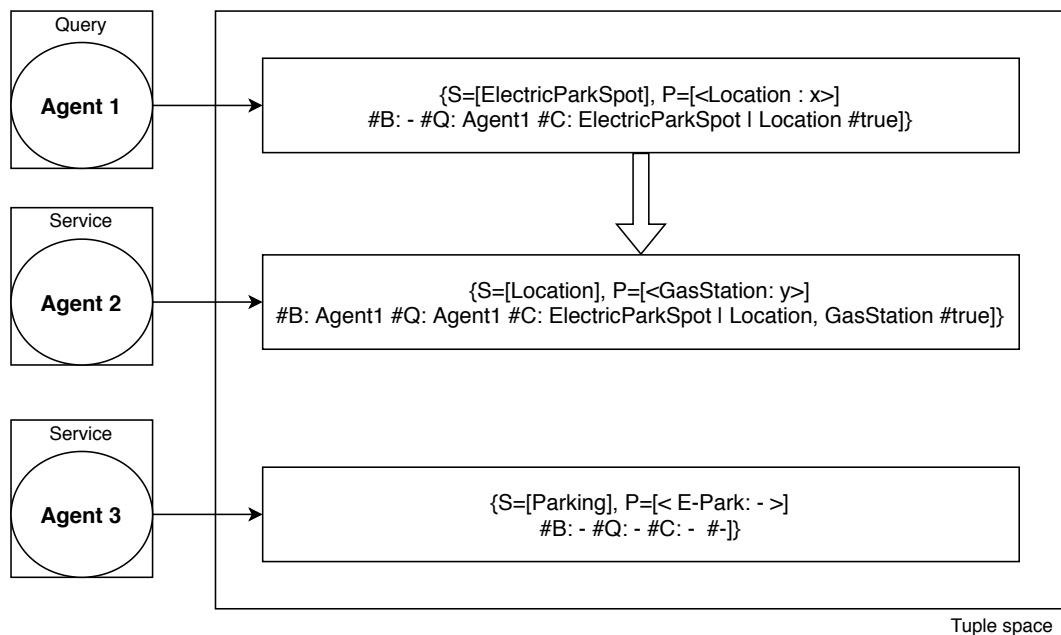 Query
Agent 1
{S=[ElectricParkSpot], P=[<Location : x>]
#B: - #Q: Agent1 #C: ElectricParkSpot | Location #true]}
Service
Agent 2
{S=[Location], P=[<GasStation: y>]
#B: Agent1 #Q: Agent1 #C: ElectricParkSpot | Location, GasStation #true]}
Service
Agent 3
{S=[Parking], P=[< E-Park: - >]
#B: - #Q: - #C: -  #-]}
Tuple space